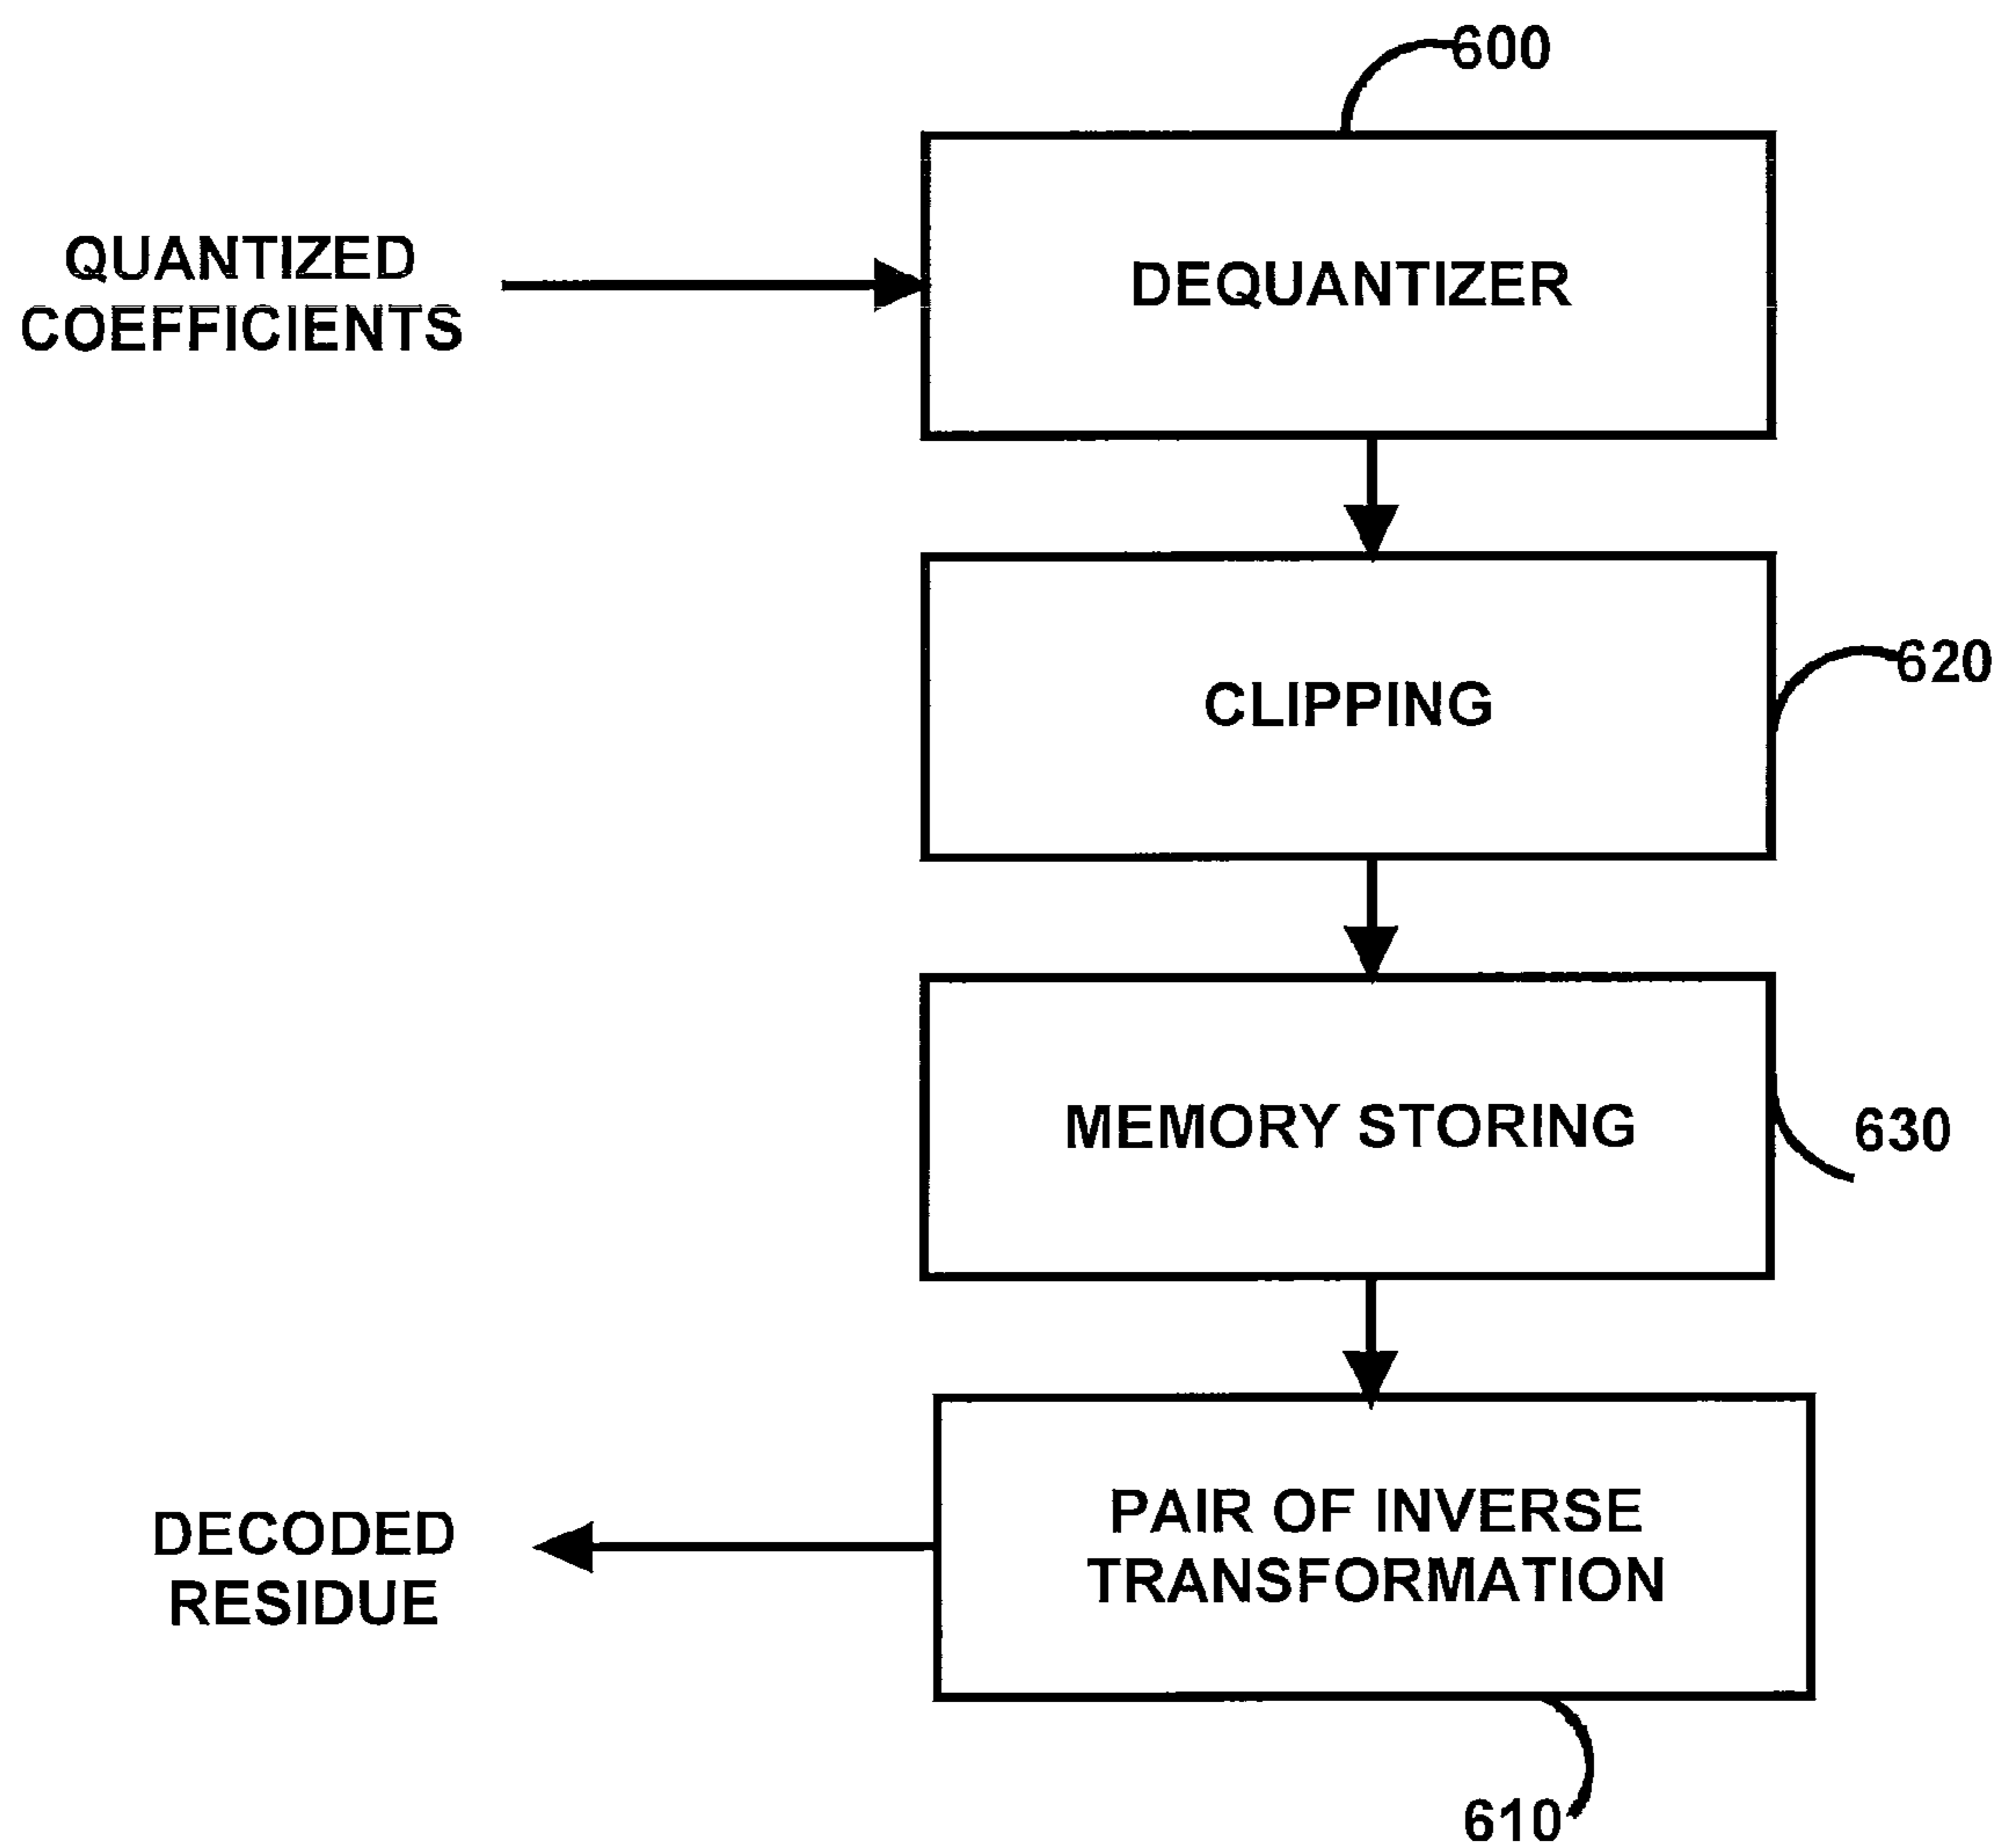 600
QUANTIZED
COEFFICIENTS
DEQUANTIZER
CLIPPING
620
MEMORY STORING
630
PAIR OF INVERSE
TRANSFORMATION
DECODED
RESIDUE
610